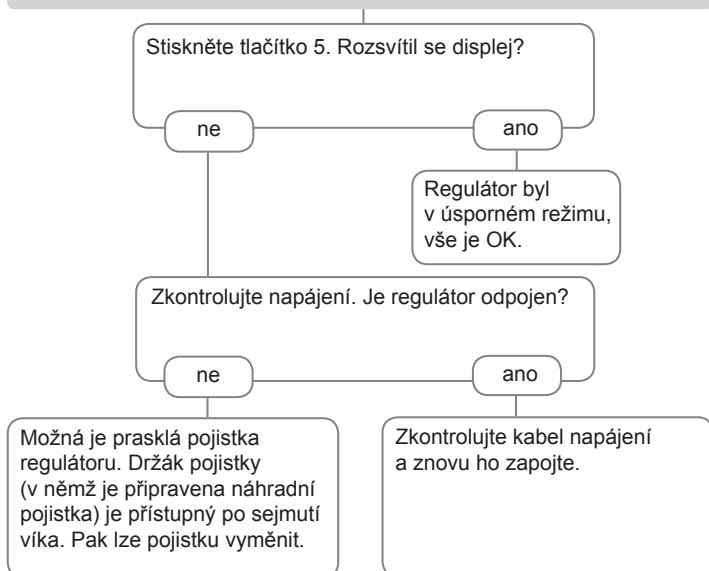 Stiskněte tlačítko 5. Rozsvítil se displej?
ne
ano
Regulátor byl
v úsporném režimu,
vše je OK.
Zkontrolujte napájení. Je regulátor odpojen?
ne
ano
Možná je prasklá pojistka
regulátoru. Držák pojistky
(v němž je připravena náhradní
pojistka) je přístupný po sejmutí
víka. Pak lze pojistku vyměnit.
Zkontrolujte kabel napájení
a znovu ho zapojte.